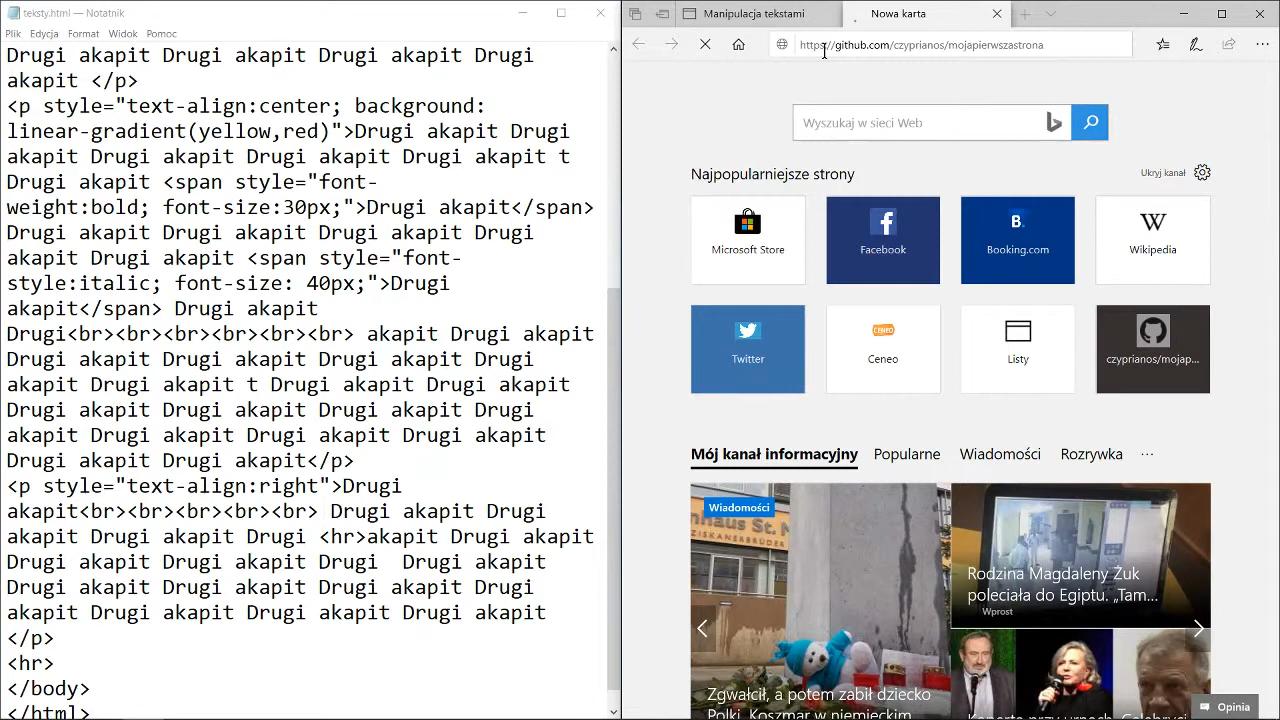 teksty.html — Notatnik
Plik Edycja Format Widok Pomoc
Drugi akapit Drugi akapit Drugi akapit Drugi
akapit </p>
<p style="text-align:center; background:
linear-gradient(yellow,red)">Drugi akapit Drugi
akapit Drugi akapit Drugi akapit Drugi akapit t
Drugi akapit <span style="font-
weight:bold; font-size:30px;">Drugi akapit</span>
Drugi akapit Drugi akapit Drugi akapit Drugi
akapit Drugi akapit <span style="font-
style:italic; font-size: 40px;">Drugi
akapit</span> Drugi akapit
Drugi<br><br><br><br><br><br> akapit Drugi akapit
Drugi akapit Drugi akapit Drugi akapit Drugi
akapit Drugi akapit t Drugi akapit Drugi akapit
Drugi akapit Drugi akapit Drugi akapit Drugi
akapit Drugi akapit Drugi akapit Drugi akapit
Drugi akapit Drugi akapit</p>
<p style="text-align:right">Drugi
akapit<br><br><br><br><br> Drugi akapit Drugi
akapit Drugi akapit Drugi <hr>akapit Drugi akapit
Drugi akapit Drugi akapit Drugi  Drugi akapit
Drugi akapit Drugi akapit Drugi akapit Drugi
akapit Drugi akapit Drugi akapit Drugi akapit
</p>
<hr>
</body>
</html>
Manipulacja tekstami
Nowa karta
https://github.com/czyprianos/mojapierwszastrona
Wyszukaj w sieci Web
Najpopularniejsze strony
Ukryj kanał
Microsoft Store
Facebook
B.
Booking.com
W
Wikipedia
Twitter
CENEO
Ceneo
Listy
czyprianos/mojap...
Mój kanał informacyjny Popularne Wiadomości Rozrywka ...
Wiadomości
Rodzina Magdaleny Żuk
poleciała do Egiptu. „Tam...
Wprost
Zgwałcił, a potem zabił dziecko
Polki. Koszmar w niemieckim
Opinia